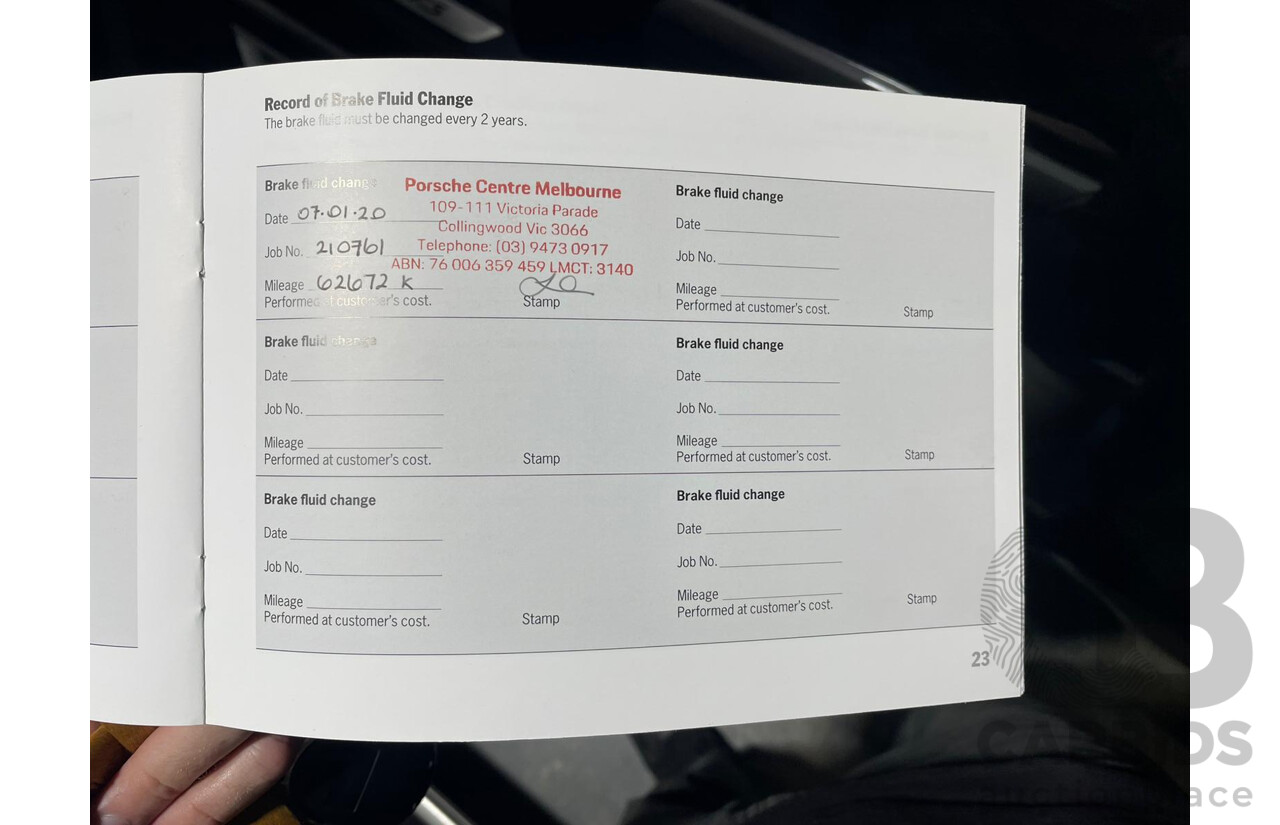 Record of Brake Fluid Change
The brake fluid must be changed every 2 years.
Brake fluid change
Date 07.01.20
Job No. 210761
Mileage 62672 K
Performed at customer's cost.
Porsche Centre Melbourne
109-111 Victoria Parade
Collingwood Vic 3066
Telephone: (03) 9473 0917
ABN: 76 006 359 459 LMCT: 3140
Stamp
Brake fluid change
Date
Job No.
Mileage
Performed at customer's cost.
Stamp
Brake fluid change
Date
Job No.
Mileage
Performed at customer's cost.
Stamp
Brake fluid change
Date
Job No.
Mileage
Performed at customer's cost.
Stamp
Brake fluid change
Date
Job No.
Mileage
Performed at customer's cost.
Stamp
Brake fluid change
Date
Job No.
Mileage
Performed at customer's cost.
Stamp
23